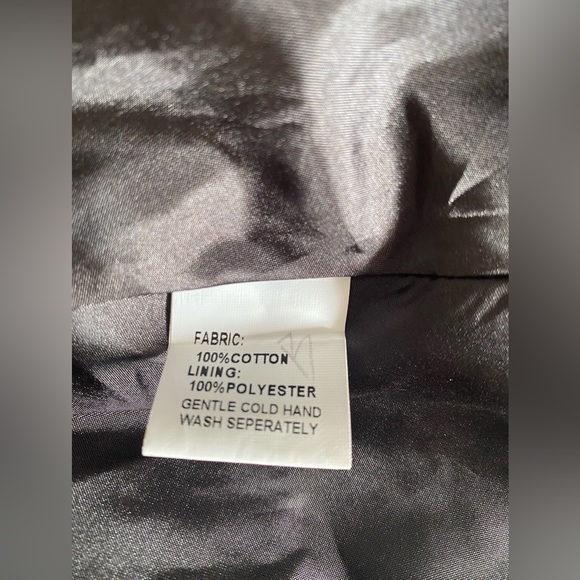 FABRIC:
100%COTTON
LINING:
100%POLYESTER
GENTLE COLD HAND
WASH SEPERATELY